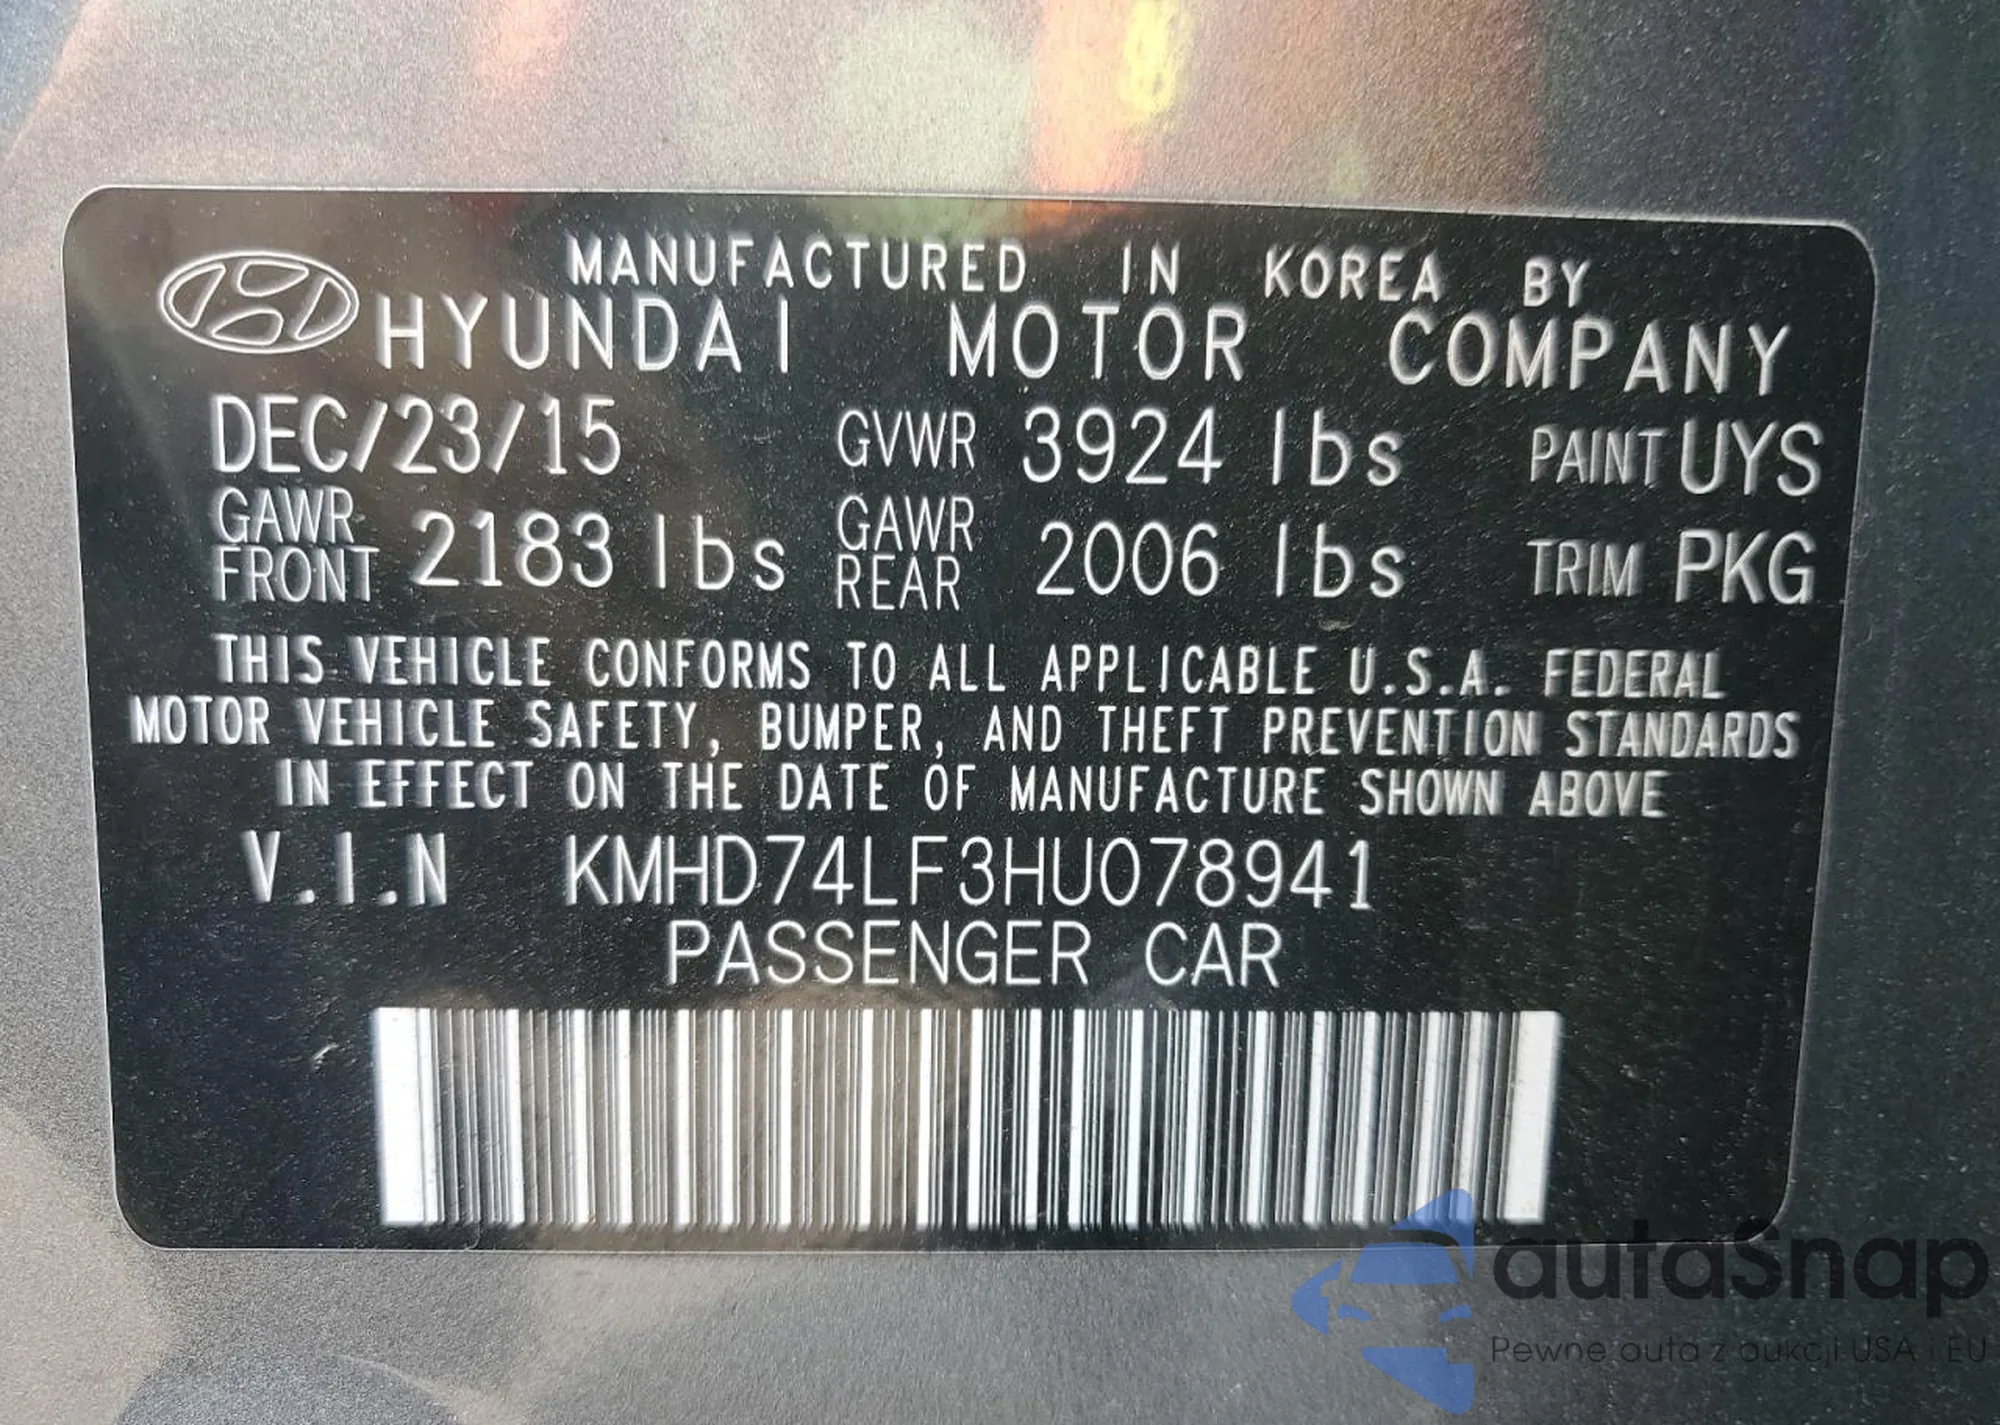 MANUFACTURED IN KOREA BY
HYUNDAI MOTOR COMPANY
DEC/23/15 GVWR 3924 lbs PAINT UYS
GAWR FRONT 2183 lbs GAWR REAR 2006 lbs TRIM PKG
THIS VEHICLE CONFORMS TO ALL APPLICABLE U.S.A. FEDERAL
MOTOR VEHICLE SAFETY, BUMPER, AND THEFT PREVENTION STANDARDS
IN EFFECT ON THE DATE OF MANUFACTURE SHOWN ABOVE
V.I.N KMHD74LF3HU078941
PASSENGER CAR
autaSnap
Pewne auta z aukcji USA i EU